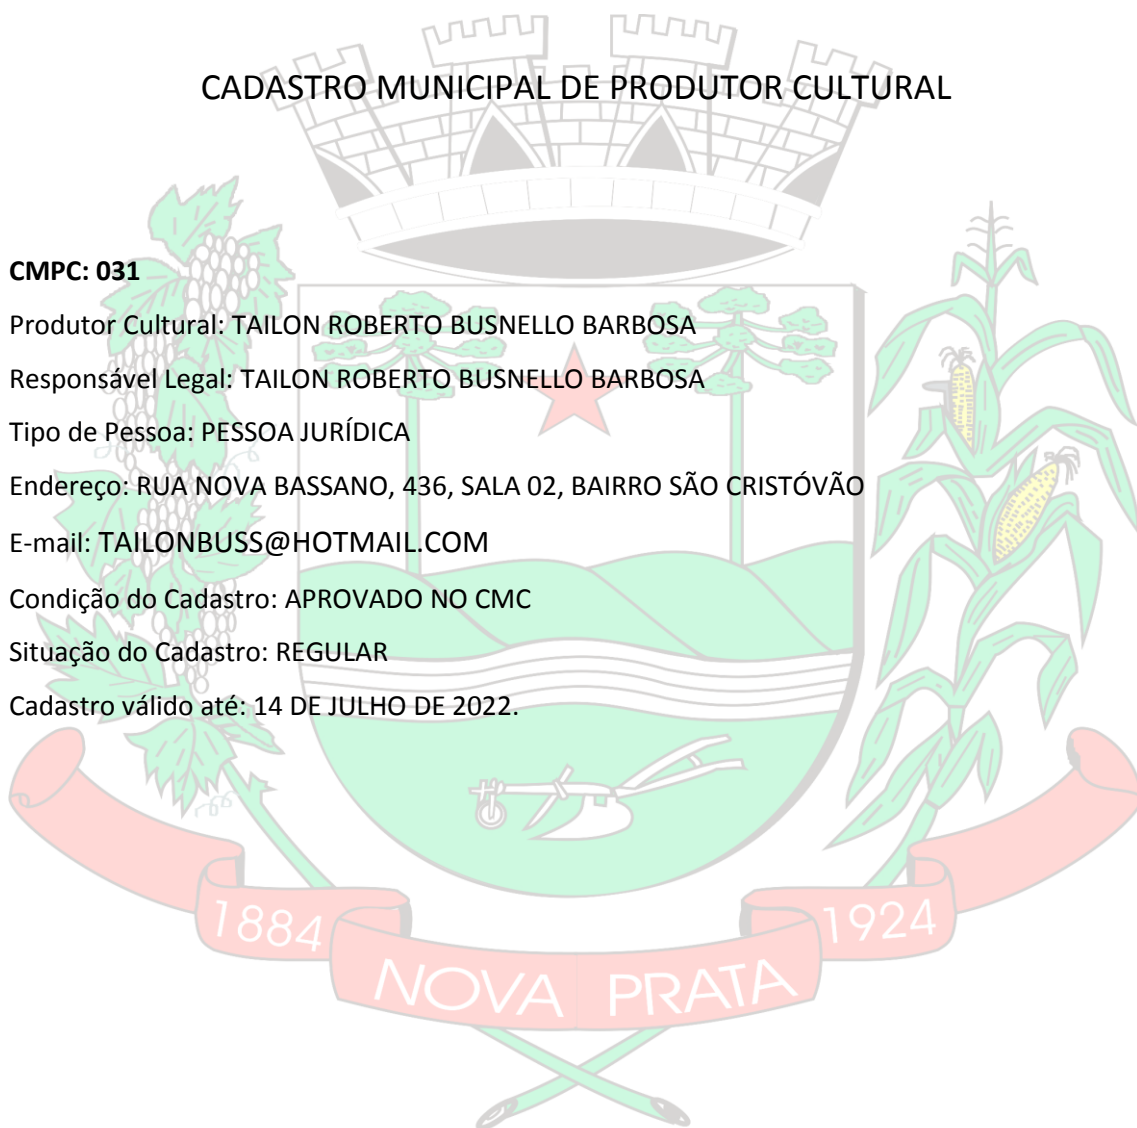 CADASTRO MUNICIPAL DE PRODUTOR CULTURAL
CMPC: 031
Produtor Cultural: TAILON ROBERTO BUSNELLO BARBOSA
Responsável Legal: TAILON ROBERTO BUSNELLO BARBOSA
Tipo de Pessoa: PESSOA JURÍDICA
Endereço: RUA NOVA BASSANO, 436, SALA 02, BAIRRO SÃO CRISTÓVÃO
E-mail: TAILONBUSS@HOTMAIL.COM
Condição do Cadastro: APROVADO NO CMC
Situação do Cadastro: REGULAR
Cadastro válido até: 14 DE JULHO DE 2022.
1884
NOVA PRATA
1924